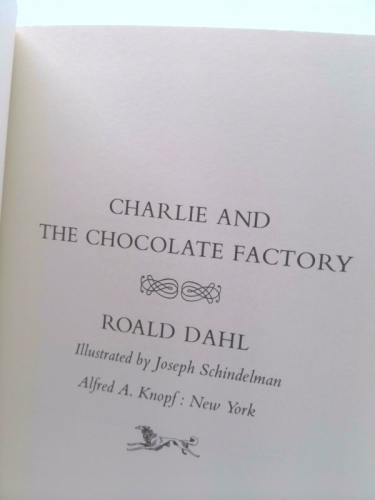 CHARLIE AND
THE CHOCOLATE FACTORY
ROALD DAHL
Illustrated by Joseph Schindelman
Alfred A. Knopf : New York